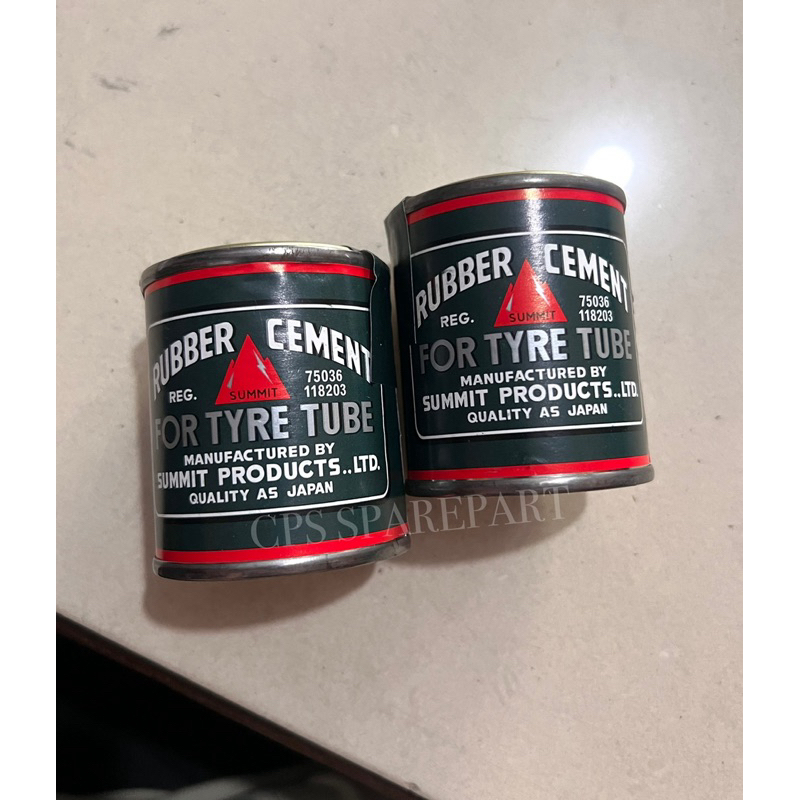 RUBBER CEMENT
REG.
SUMMIT
75036
118203
FOR TYRE TUBE
MANUFACTURED BY
SUMMIT PRODUCTS..LTD.
QUALITY AS JAPAN
RUBBER CEMENT
REG.
SUMMIT
75036
118203
FOR TYRE TUBE
MANUFACTURED BY
SUMMIT PRODUCTS..LTD.
QUALITY AS JAPAN
CPS SPAREPART